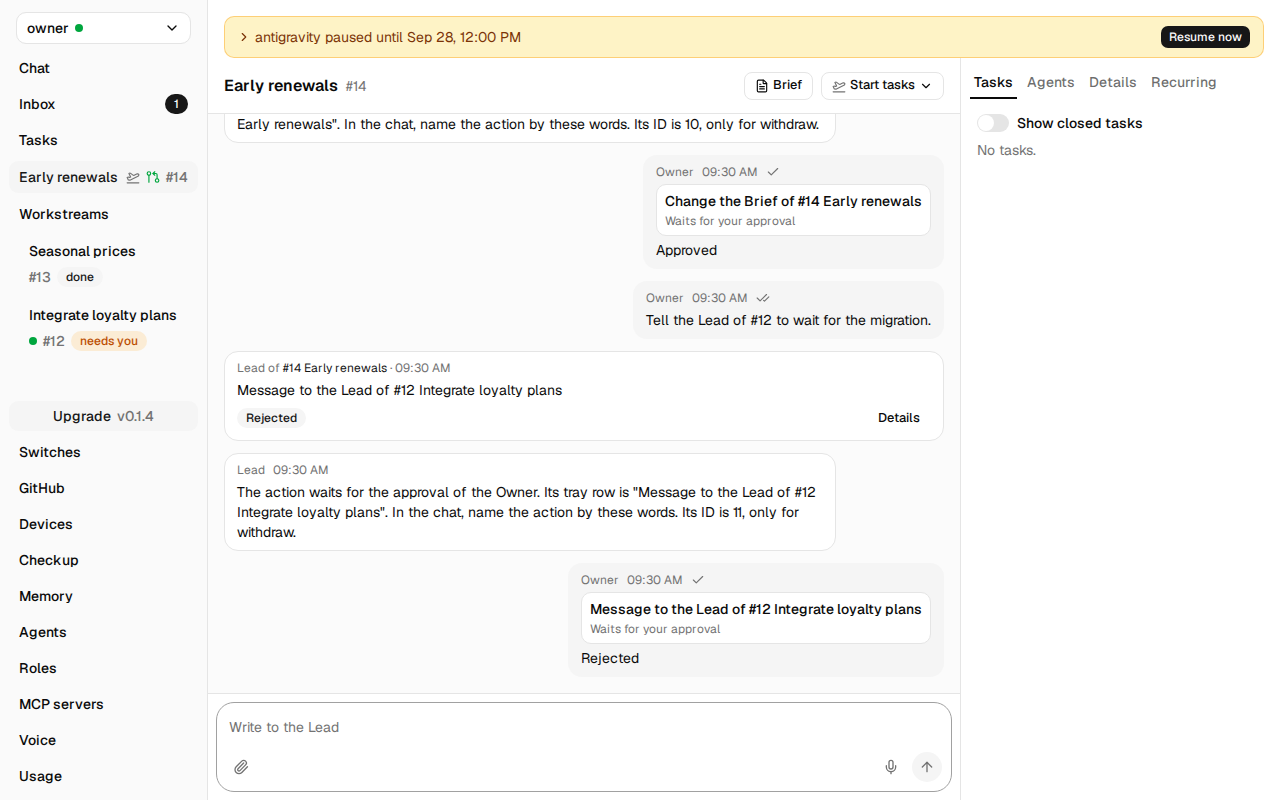 owner
Chat
Inbox
1
Tasks
Early renewals #14
Workstreams
Seasonal prices
#13 done
Integrate loyalty plans
#12 needs you
Upgrade v0.1.4
Switches
GitHub
Devices
Checkup
Memory
Agents
Roles
MCP servers
Voice
Usage
antigravity paused until Sep 28, 12:00 PM
Resume now
Early renewals #14
Brief
Start tasks
Early renewals". In the chat, name the action by these words. Its ID is 10, only for withdraw.
Owner 09:30 AM
Change the Brief of #14 Early renewals
Waits for your approval
Approved
Owner 09:30 AM
Tell the Lead of #12 to wait for the migration.
Lead of #14 Early renewals · 09:30 AM
Message to the Lead of #12 Integrate loyalty plans
Rejected
Details
Lead 09:30 AM
The action waits for the approval of the Owner. Its tray row is "Message to the Lead of #12
Integrate loyalty plans". In the chat, name the action by these words. Its ID is 11, only for
withdraw.
Owner 09:30 AM
Message to the Lead of #12 Integrate loyalty plans
Waits for your approval
Rejected
Write to the Lead
Tasks Agents Details Recurring
Show closed tasks
No tasks.